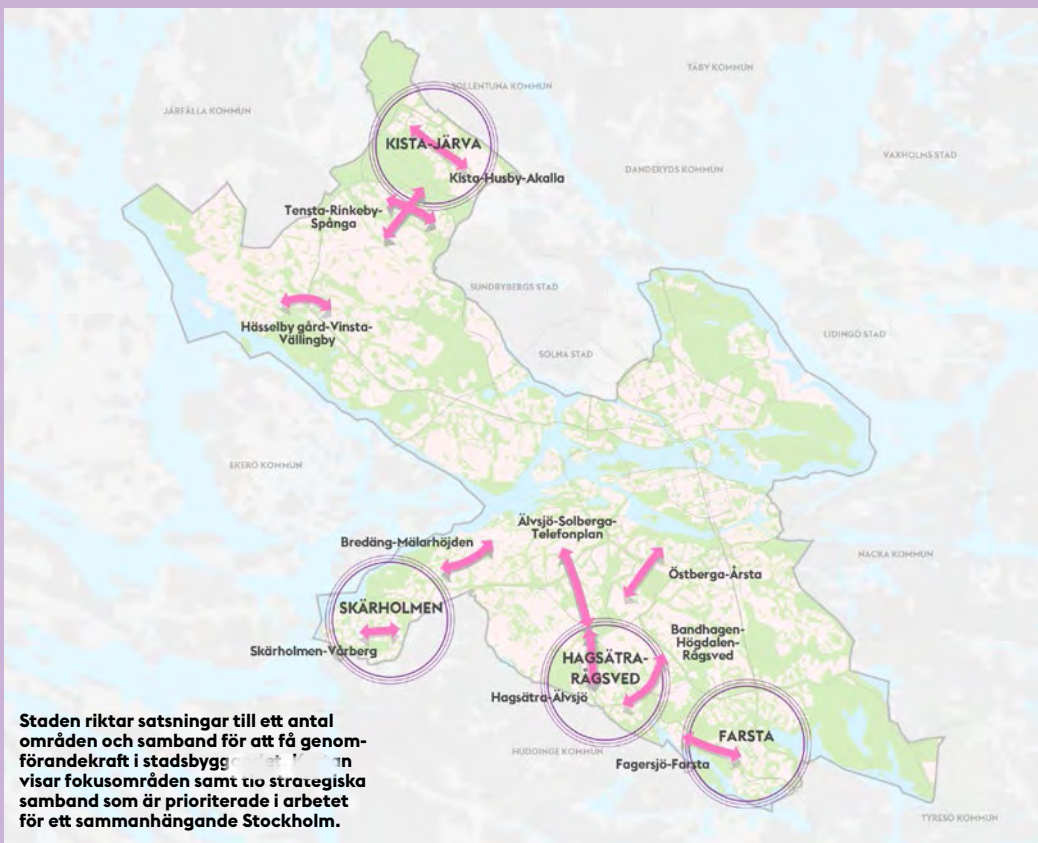 TÄBY KOMMUN
SOLLENTUNA KOMMUN
JÄRFÄLLA KOMMUN
KISTA-JÄRVA
VAXHOLMS STAD
DANDERYDS KOMMUN
Kista-Husby-Akalla
Tensta-Rinkeby-
Spånga
SUNDBYBERGS STAD
Hässelby gård-Vinsta-
Vällingby
LIDINGÖ STAD
SOLNA STAD
EKERÖ KOMMUN
Älvsjö-Solberga-
Telefonplan
Bredäng-Mälarhöjden
NACKA KOMMUN
Östberga-Årsta
SKÄRHOLMEN
Bandhagen-
Högdalen-
Rågsved
Skärholmen-Vårberg
HAGSÄTRA-
RÅGSVED
Hagsätra-Älvsjö
FARSTA
HUDDINGE KOMMUN
Fagersjö-Farsta
TYRESÖ KOMMUN
Staden riktar satsningar till ett antal
områden och samband för att få genom-
förandekraft i
visar fokusområden samt tio strategiska
samband som är prioriterade i arbetet
för ett sammanhängande Stockholm.